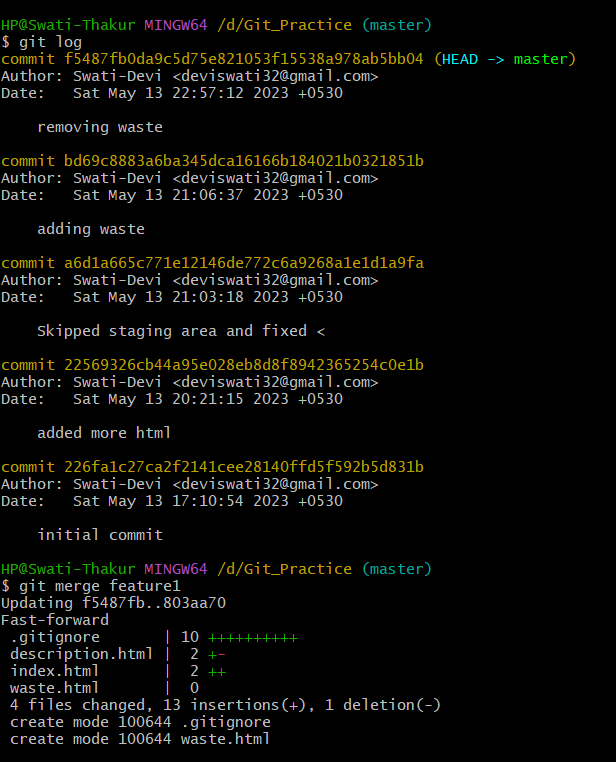 HP@Swati-Thakur MINGW64 /d/Git_Practice (master)
$ git log
commit f5487fb0da9c5d75e821053f15538a978ab5bb04 (HEAD -> master)
Author: Swati-Devi <deviswati32@gmail.com>
Date:   Sat May 13 22:57:12 2023 +0530
    removing waste
commit bd69c8883a6ba345dca16166b184021b0321851b
Author: Swati-Devi <deviswati32@gmail.com>
Date:   Sat May 13 21:06:37 2023 +0530
    adding waste
commit a6d1a665c771e12146de772c6a9268a1e1d1a9fa
Author: Swati-Devi <deviswati32@gmail.com>
Date:   Sat May 13 21:03:18 2023 +0530
    Skipped staging area and fixed <
commit 22569326cb44a95e028eb8d8f8942365254c0e1b
Author: Swati-Devi <deviswati32@gmail.com>
Date:   Sat May 13 20:21:15 2023 +0530
    added more html
commit 226fa1c27ca2f2141cee28140ffd5f592b5d831b
Author: Swati-Devi <deviswati32@gmail.com>
Date:   Sat May 13 17:10:54 2023 +0530
    initial commit
HP@Swati-Thakur MINGW64 /d/Git_Practice (master)
$ git merge feature1
Updating f5487fb..803aa70
Fast-forward
 .gitignore       | 10 ++++++++++
 description.html |  2 +-
 index.html       |  2 ++
 waste.html       |  0
 4 files changed, 13 insertions(+), 1 deletion(-)
 create mode 100644 .gitignore
 create mode 100644 waste.html